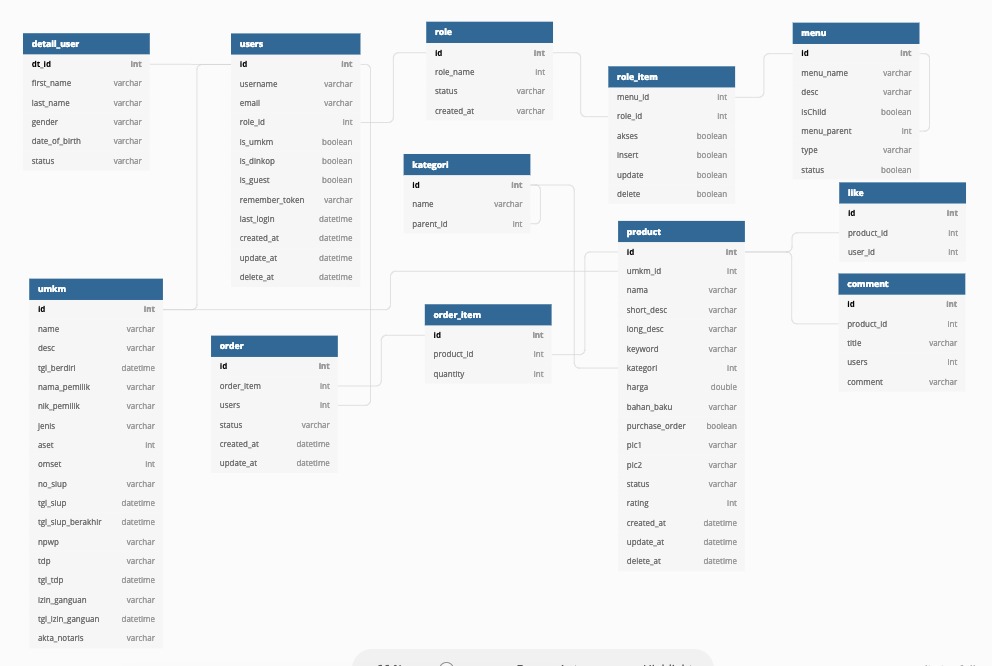 detail_user
dt_id int
first_name varchar
last_name varchar
gender varchar
date_of_birth varchar
status varchar
users
id int
username varchar
email varchar
role_id int
is_umkm boolean
is_dinkop boolean
is_guest boolean
remember_token varchar
last_login datetime
created_at datetime
update_at datetime
delete_at datetime
role
id int
role_name int
status varchar
created_at varchar
role_item
menu_id int
role_id int
akses boolean
insert boolean
update boolean
delete boolean
menu
id int
menu_name varchar
desc varchar
isChild boolean
menu_parent int
type varchar
status boolean
kategori
id int
name varchar
parent_id int
like
id int
product_id int
user_id int
product
id int
umkm_id int
nama varchar
short_desc varchar
long_desc varchar
keyword varchar
kategori int
harga double
bahan_baku varchar
purchase_order boolean
pic1 varchar
pic2 varchar
status varchar
rating int
created_at datetime
update_at datetime
delete_at datetime
comment
id int
product_id int
title varchar
users int
comment varchar
umkm
id int
name varchar
desc varchar
tgl_berdiri datetime
nama_pemilik varchar
nik_pemilik varchar
jenis varchar
aset int
omset int
no_siup varchar
tgl_siup datetime
tgl_siup_berakhir datetime
npwp varchar
tdp varchar
tgl_tdp datetime
izin_ganguan varchar
tgl_izin_ganguan datetime
akta_notaris varchar
order_item
id int
product_id int
quantity int
order
id int
order_item int
users int
status varchar
created_at datetime
update_at datetime